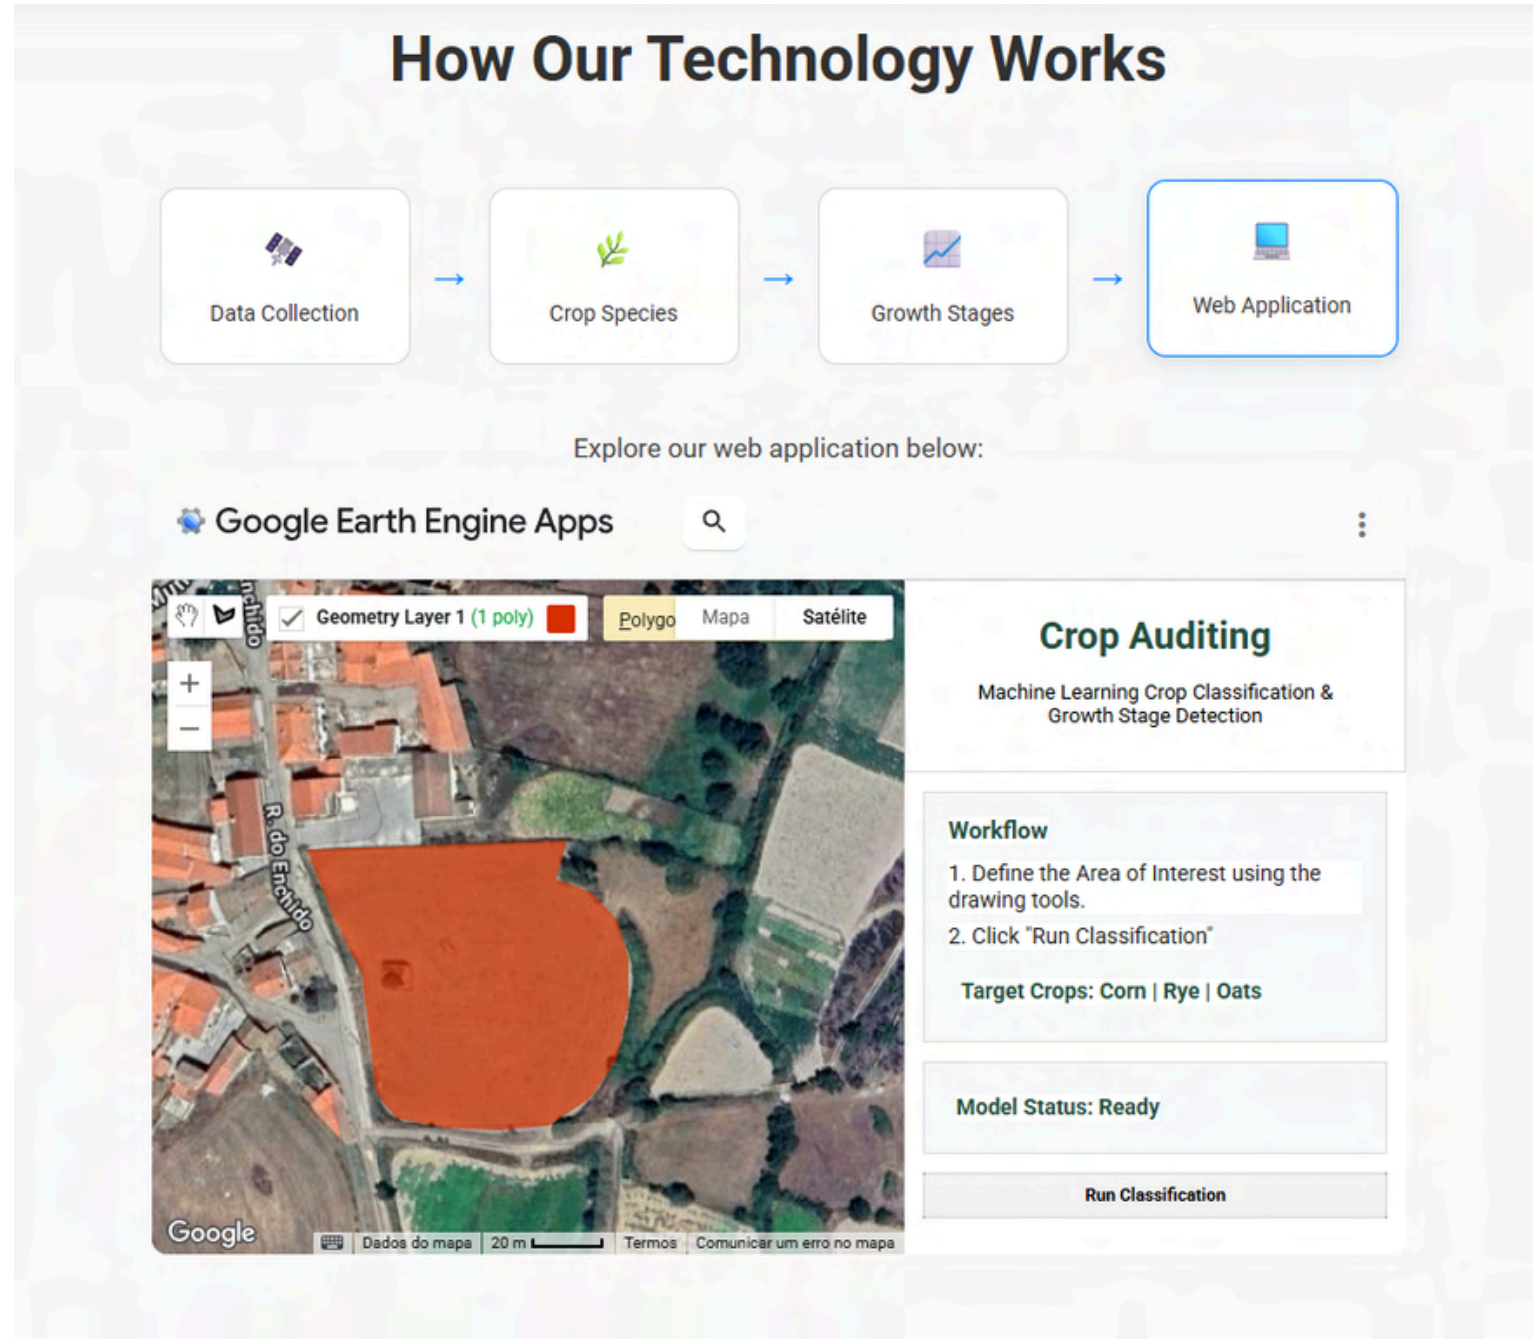 How Our Technology Works
Data Collection
→
Crop Species
→
Growth Stages
→
Web Application
Explore our web application below:
Google Earth Engine Apps
nchido
Geometry Layer 1 (1 poly)
Polygo
Mapa
Satélite
+
−
R. do Enchido
Google
Dados do mapa
20 m
Termos
Comunicar um erro no mapa
Crop Auditing
Machine Learning Crop Classification &
Growth Stage Detection
Workflow
1. Define the Area of Interest using the
drawing tools.
2. Click "Run Classification"
Target Crops: Corn | Rye | Oats
Model Status: Ready
Run Classification